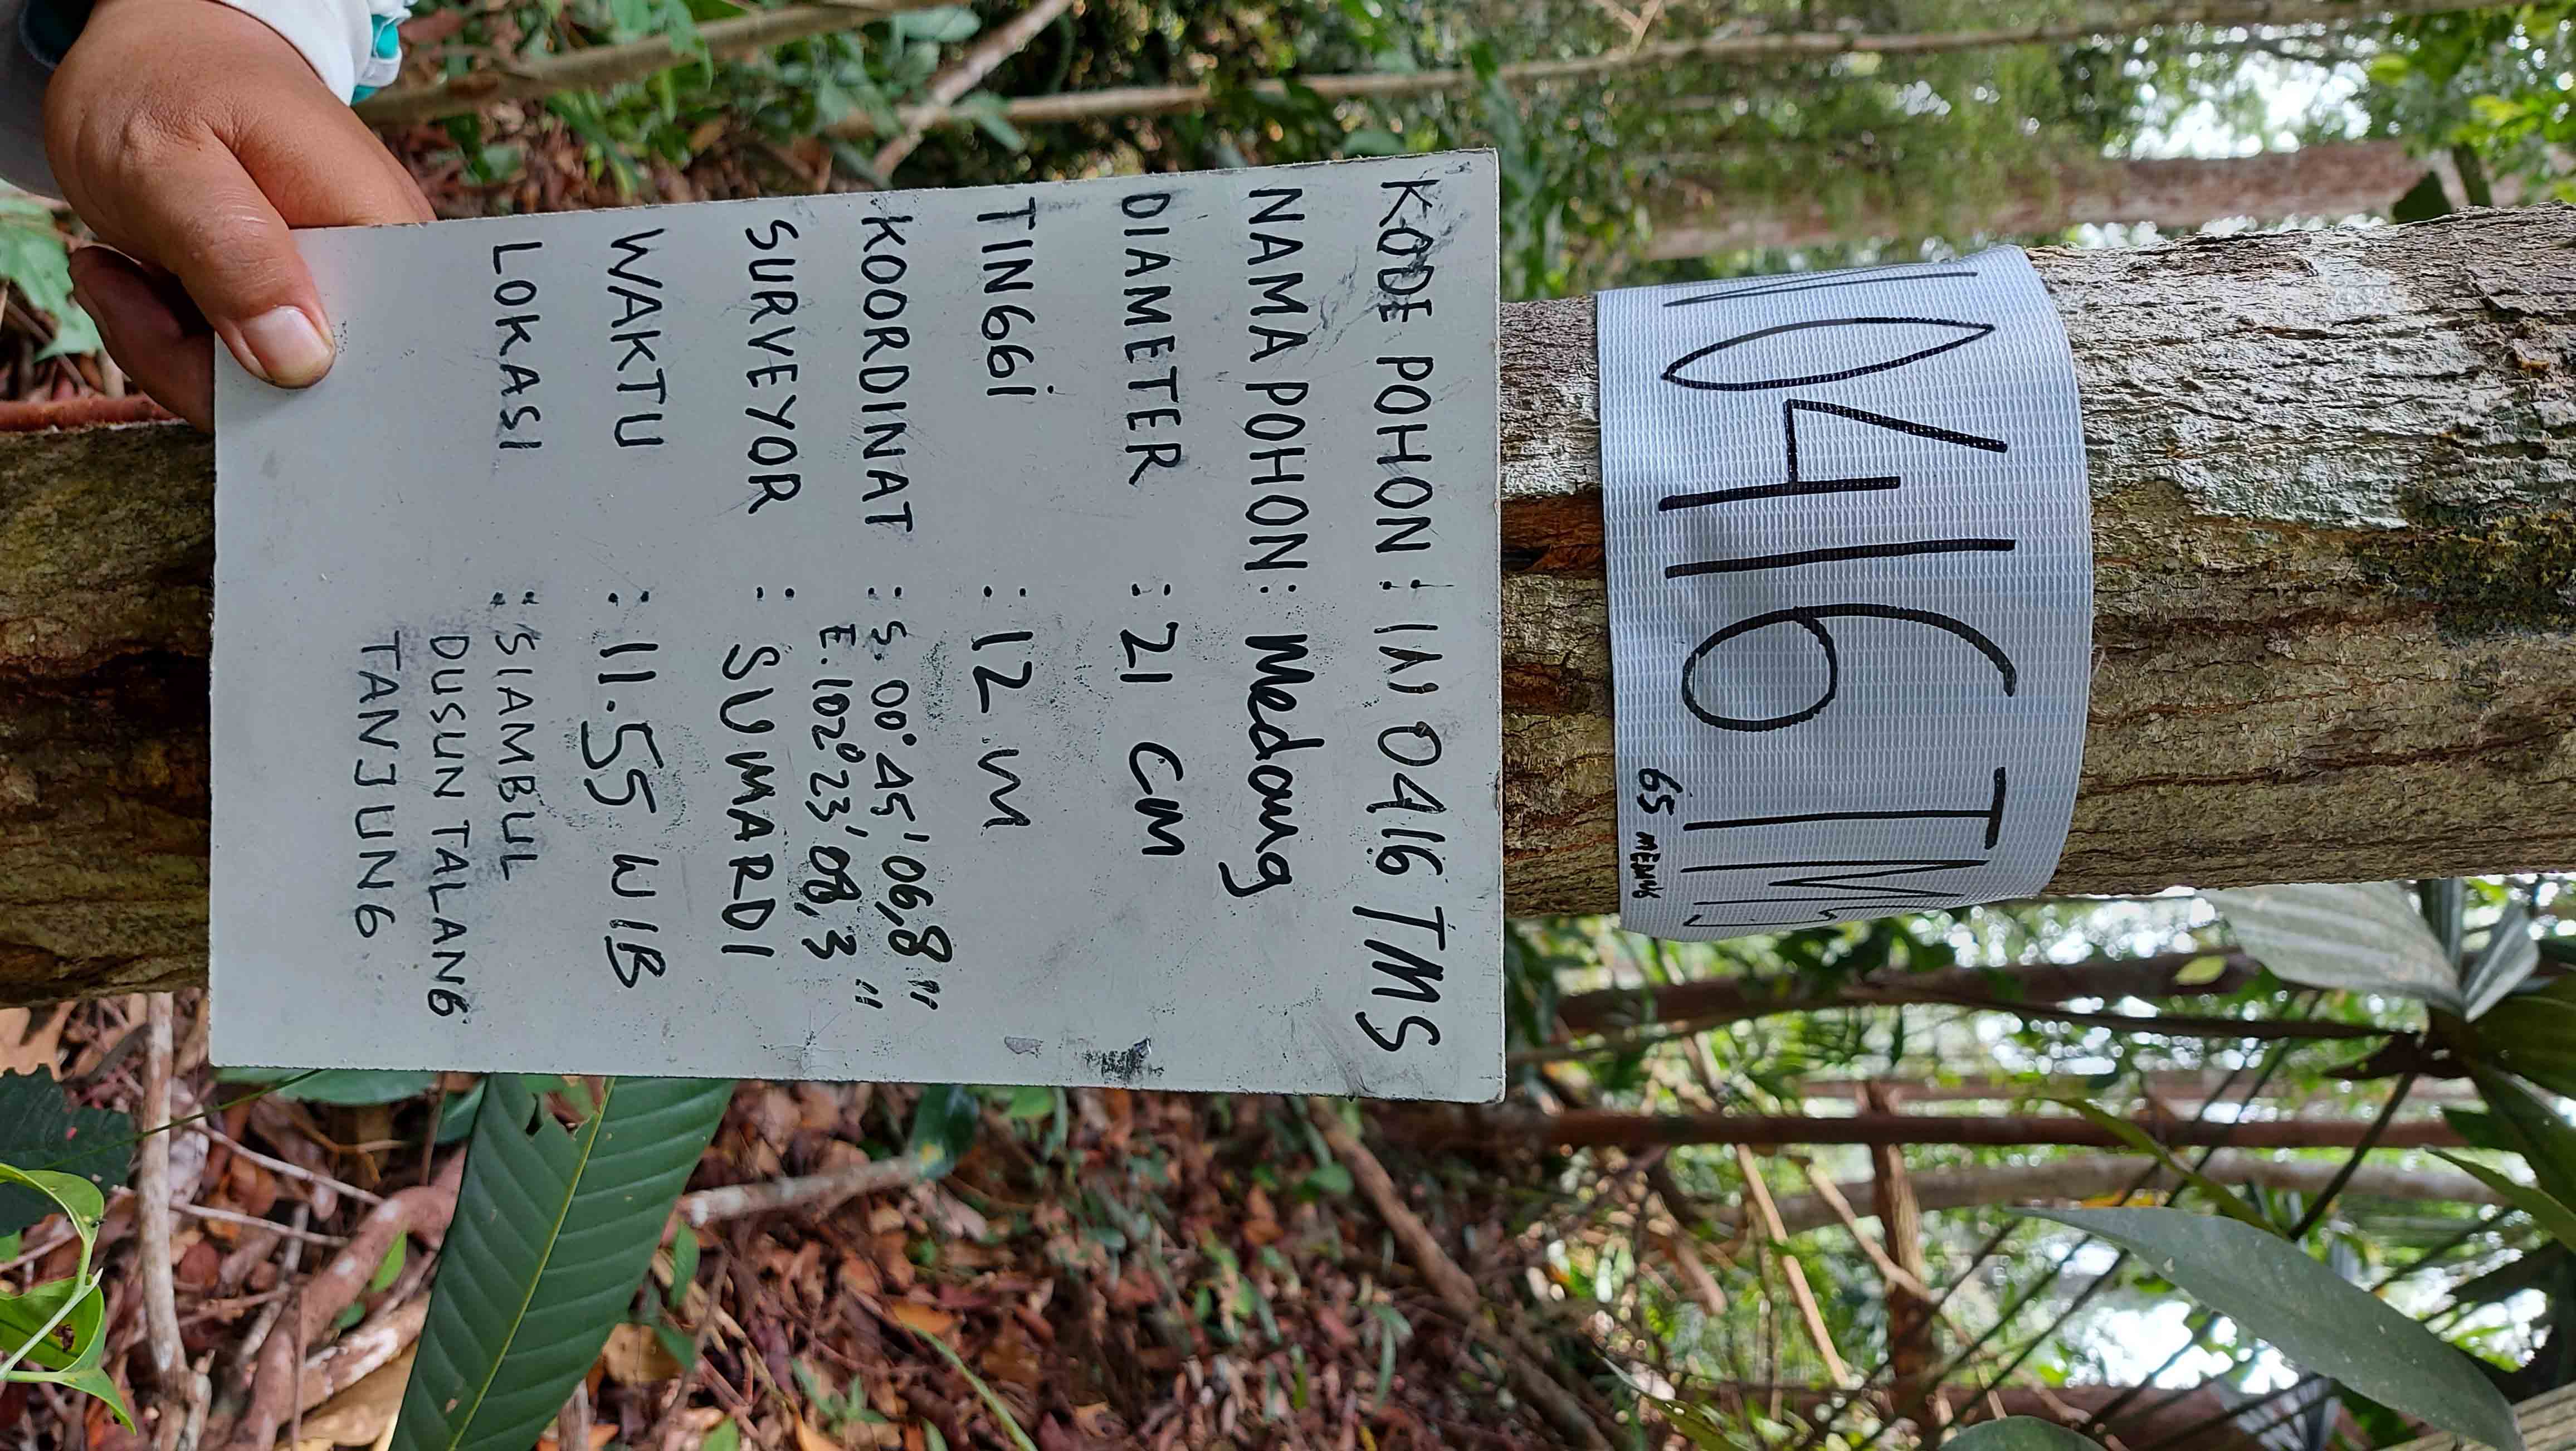 0416 TMS
65 MEDANG
KODE POHON : IN 0416 TMS
NAMA POHON : Medang
DIAMETER : 21 CM
TINGGI : 12 m
KOORDINAT : S. 00° 45' 06,8"
E. 102° 23' 08,3"
SURVEYOR : SUMARDI
WAKTU : 11.55 WIB
LOKASI : SIAMBUL
DUSUN TALANG
TANJUNG